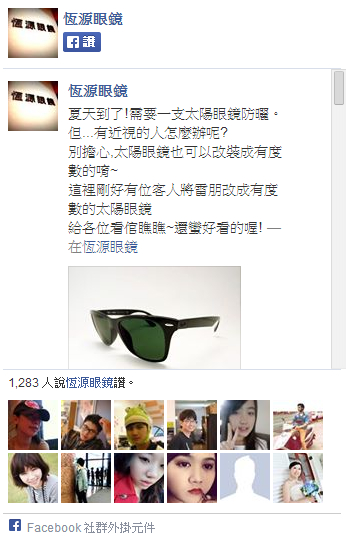 恆源眼鏡
恆源眼鏡
讚
恆源眼鏡
恆源眼鏡
夏天到了!需要一支太陽眼鏡防曬。
但...有近視的人怎麼辦呢?
別擔心,太陽眼鏡也可以改裝成有度
數的唷~
這裡剛好有位客人將雷朋改成有度
數的太陽眼鏡
給各位看倌瞧瞧~還蠻好看的喔! —
在恆源眼鏡
1,283 人說恆源眼鏡讚。
Facebook 社群外掛元件